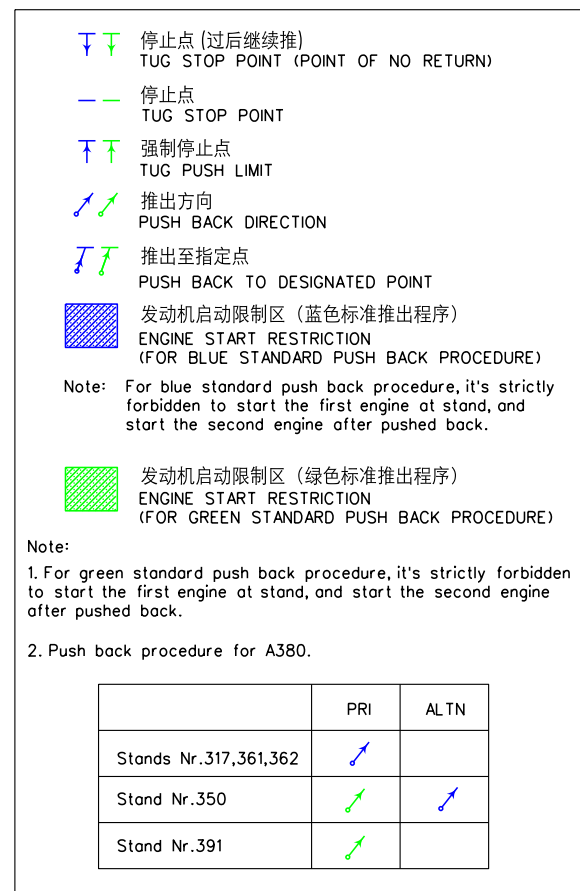 停止点 (过后继续推)
TUG STOP POINT (POINT OF NO RETURN)
停止点
TUG STOP POINT
强制停止点
TUG PUSH LIMIT
推出方向
PUSH BACK DIRECTION
推出至指定点
PUSH BACK TO DESIGNATED POINT
发动机启动限制区（蓝色标准推出程序）
ENGINE START RESTRICTION
(FOR BLUE STANDARD PUSH BACK PROCEDURE)
Note: For blue standard push back procedure, it's strictly
forbidden to start the first engine at stand, and
start the second engine after pushed back.
发动机启动限制区（绿色标准推出程序）
ENGINE START RESTRICTION
(FOR GREEN STANDARD PUSH BACK PROCEDURE)
Note:
1. For green standard push back procedure, it's strictly forbidden
to start the first engine at stand, and start the second engine
after pushed back.
2. Push back procedure for A380.
PRI ALTN
Stands Nr.317,361,362
Stand Nr.350
Stand Nr.391